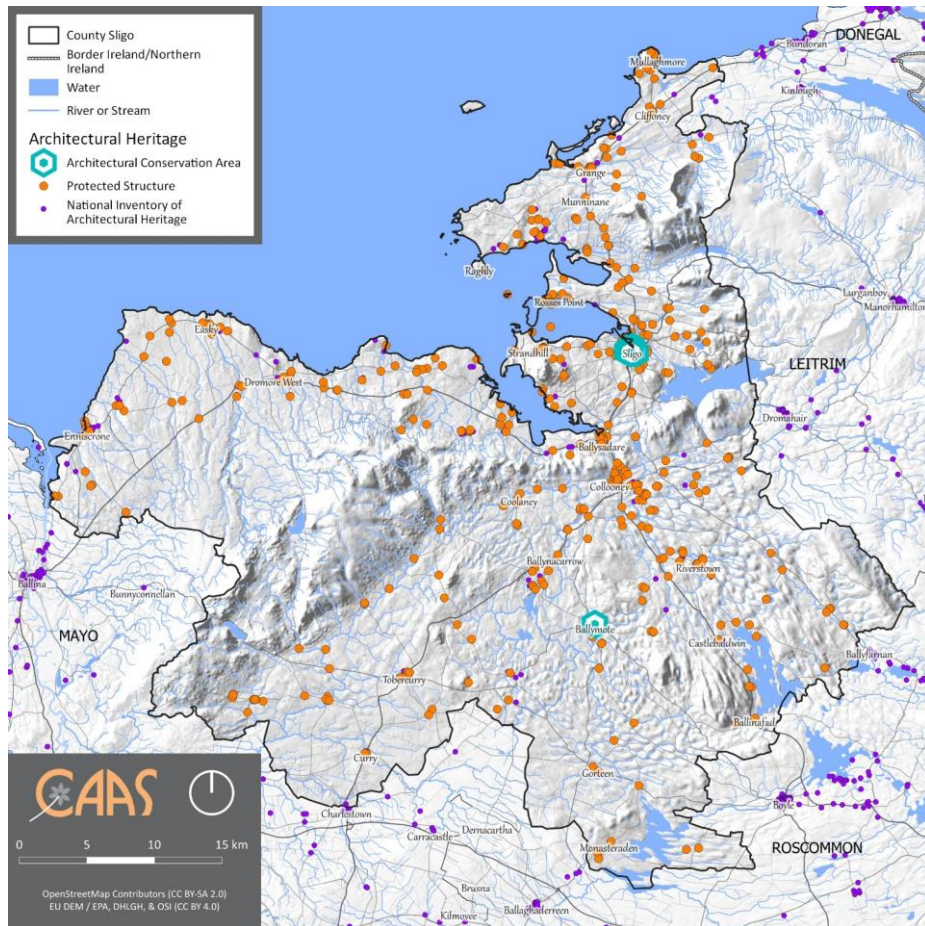 County Sligo
Border Ireland/Northern
Ireland
Water
River or Stream
Architectural Heritage
Architectural Conservation Area
Protected Structure
National Inventory of
Architectural Heritage
DONEGAL
Bundoran
Mullaghmore
Kinlough
Cliffoney
Grange
Munninane
Raghly
Lurganboy
Manorhamilton
Rosses Point
Easky
Strandhill
Sligo
LEITRIM
Dromore West
Dromahair
Enniscrone
Ballysadare
Collooney
Coolaney
Ballynacarrow
Riverstown
Ballina
Bunnyconnellan
MAYO
Ballymote
Castlebaldwin
Ballyfarnan
Tobercurry
Ballinafad
Curry
Gorteen
Boyle
Charlestown
Carracastle
Dernacartha
Monasteraden
ROSCOMMON
Brusna
Kilmovee
Ballaghaderreen
CAAS
0 5 10 15 km
OpenStreetMap Contributors (CC BY-SA 2.0)
EU DEM / EPA, DHLGH, & OSI (CC BY 4.0)